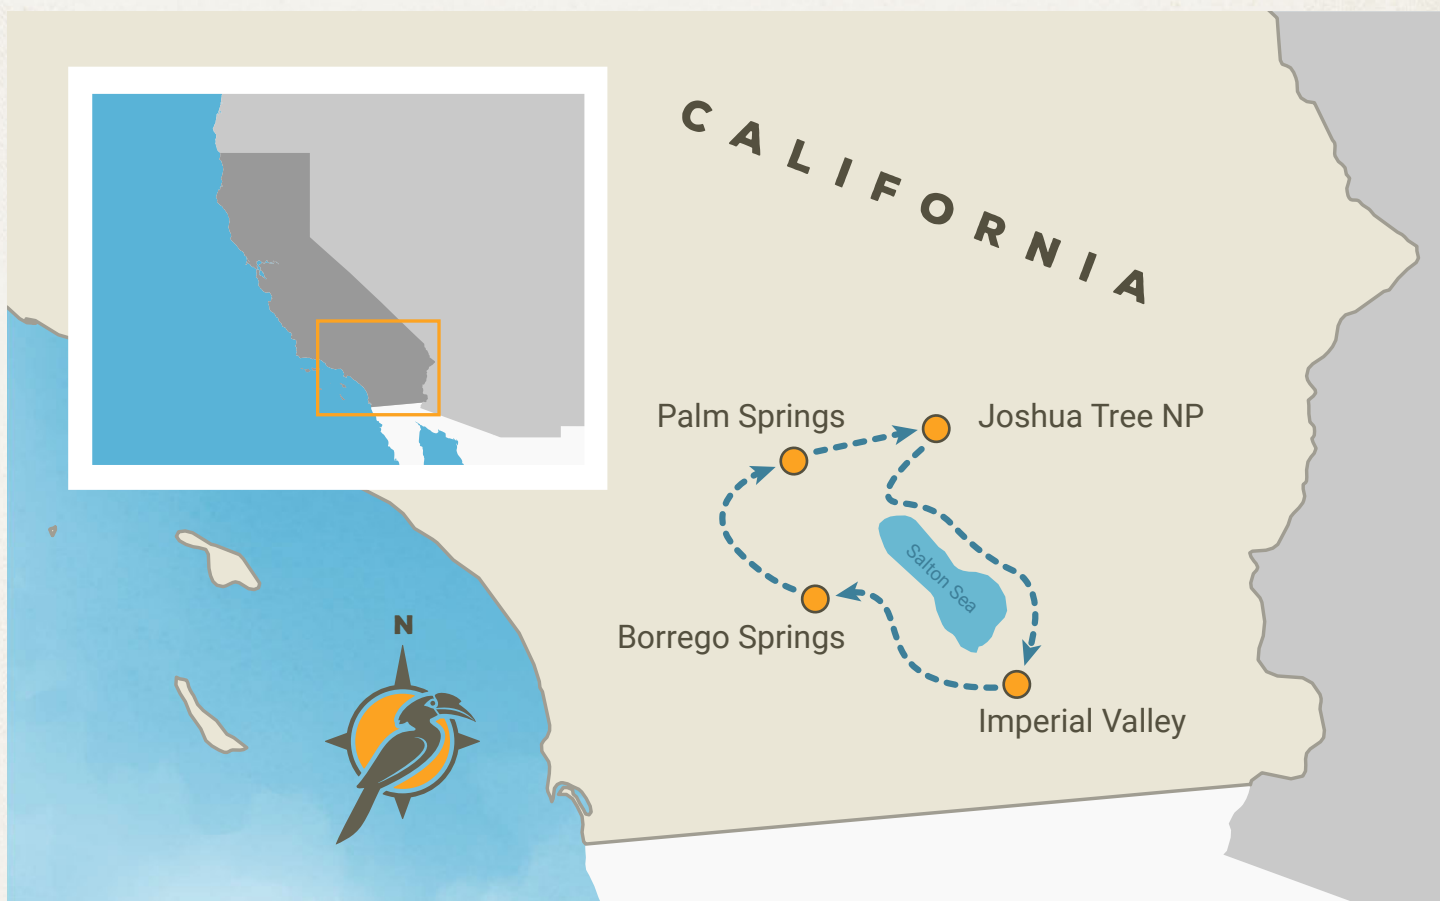 CALIFORNIA
Palm Springs
Joshua Tree NP
Salton Sea
Borrego Springs
N
Imperial Valley